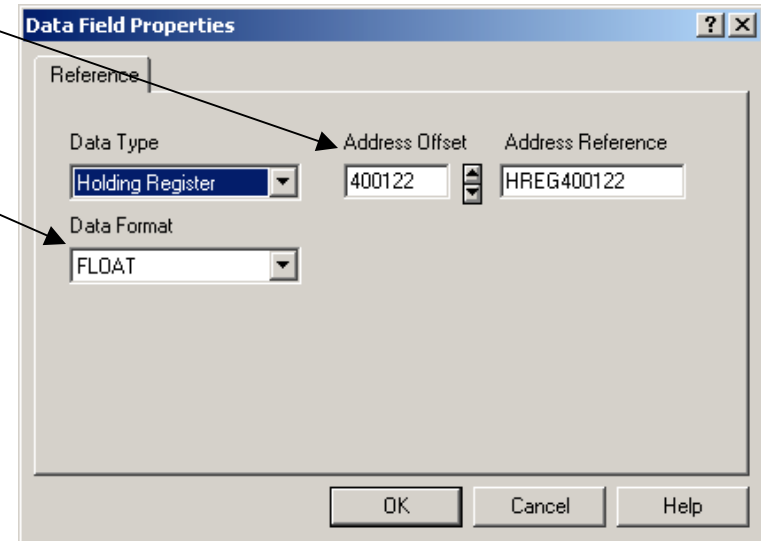 Data Field Properties
Reference
Data Type
Address Offset
Address Reference
Holding Register
400122
HREG400122
Data Format
FLOAT
OK
Cancel
Help